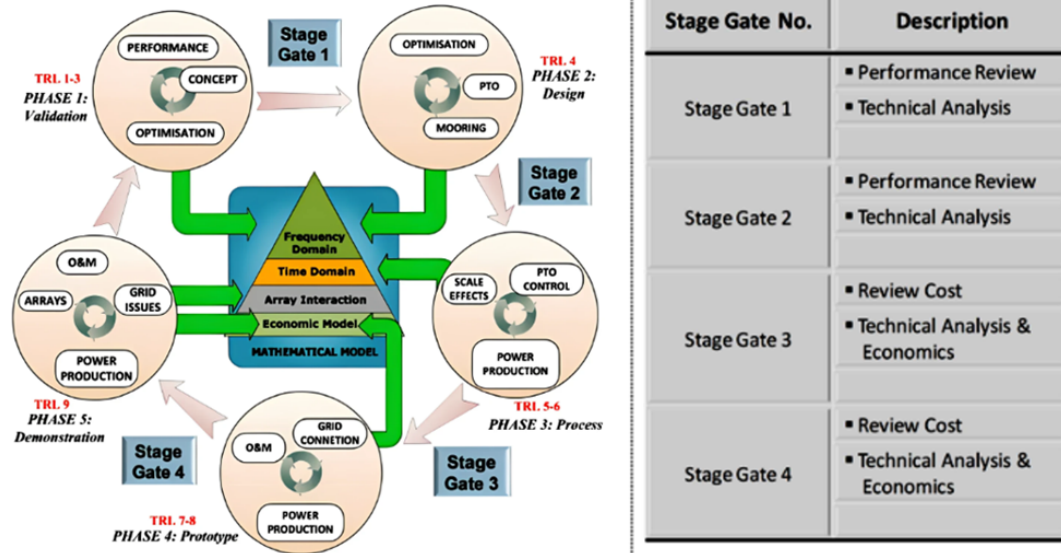 Stage
Gate 1
PERFORMANCE
CONCEPT
OPTIMISATION
TRL 1-3
PHASE 1:
Validation
OPTIMISATION
PTO
MOORING
TRL 4
PHASE 2:
Design
Stage
Gate 2
Frequency
Domain
Time Domain
Array Interaction
Economic Model
MATHEMATICAL MODEL
O&M
ARRAYS
GRID
ISSUES
POWER
PRODUCTION
TRL 9
PHASE 5:
Demonstration
SCALE
EFFECTS
PTO
CONTROL
POWER
PRODUCTION
TRL 5-6
PHASE 3: Process
Stage
Gate 4
O&M
GRID
CONNETION
POWER
PRODUCTION
TRL 7-8
PHASE 4: Prototype
Stage
Gate 3
Stage Gate No.
Description
Stage Gate 1
▪ Performance Review
▪ Technical Analysis
Stage Gate 2
▪ Performance Review
▪ Technical Analysis
Stage Gate 3
▪ Review Cost
▪ Technical Analysis &
Economics
Stage Gate 4
▪ Review Cost
▪ Technical Analysis &
Economics